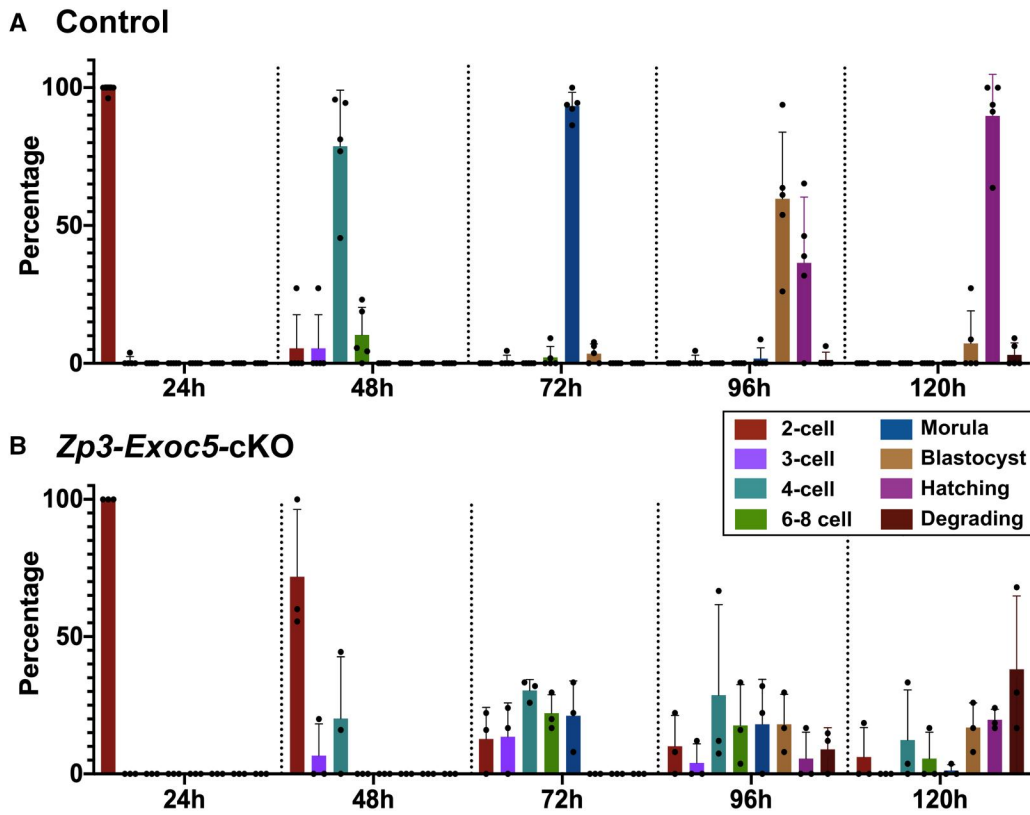 A Control
Percentage
100
50
0
24h 48h 72h 96h 120h
2-cell Morula
3-cell Blastocyst
4-cell Hatching
6-8 cell Degrading
B Zp3-Exoc5-cKO
Percentage
100
50
0
24h 48h 72h 96h 120h